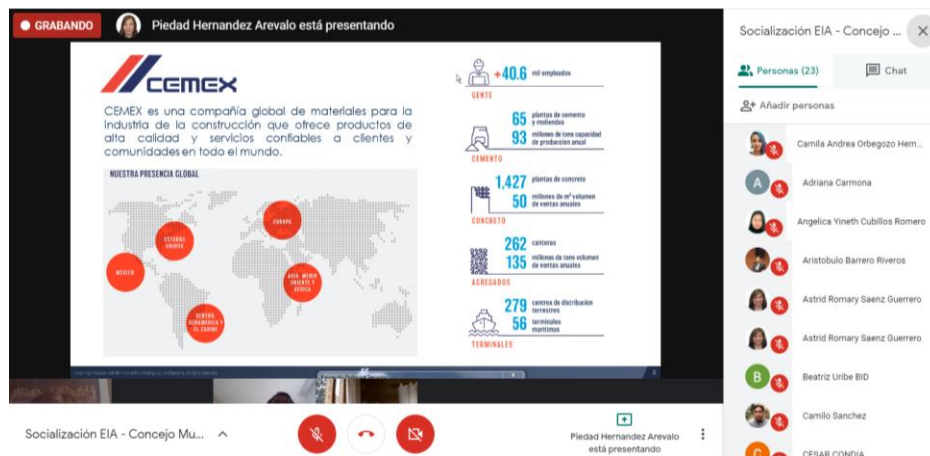 GRABANDO
Piedad Hernandez Arevalo está presentando
CEMEX
CEMEX es una compañía global de materiales para la
industria de la construcción que ofrece productos de
alta calidad y servicios confiables a clientes y
comunidades en todo el mundo.
NUESTRA PRESENCIA GLOBAL
MÉXICO
ESTADOS
UNIDOS
EUROPA
ASIA, MEDIO
ORIENTE Y
ÁFRICA
CENTRO,
SUDAMÉRICA Y
EL CARIBE
+40.6 mil empleados
GENTE
65 plantas de cemento
y moliendas
93 millones de tons capacidad
de producción anual
CEMENTO
1,427 plantas de concreto
50 millones de m³ volumen
de ventas anuales
CONCRETO
262 canteras
135 millones de tons volumen
de ventas anuales
AGREGADOS
279 centros de distribución
terrestres
56 terminales
marítimas
TERMINALES
Socialización EIA - Concejo Mu...
Piedad Hernandez Arevalo
está presentando
Socialización EIA - Concejo ...
Personas (23)
Chat
Añadir personas
Camila Andrea Orbegozo Hern...
A
Adriana Carmona
Angelica Yineth Cubillos Romero
Aristobulo Barrero Riveros
Astrid Romary Saenz Guerrero
Astrid Romary Saenz Guerrero
B
Beatriz Uribe BID
Camilo Sanchez
C
CESAR CONDIA